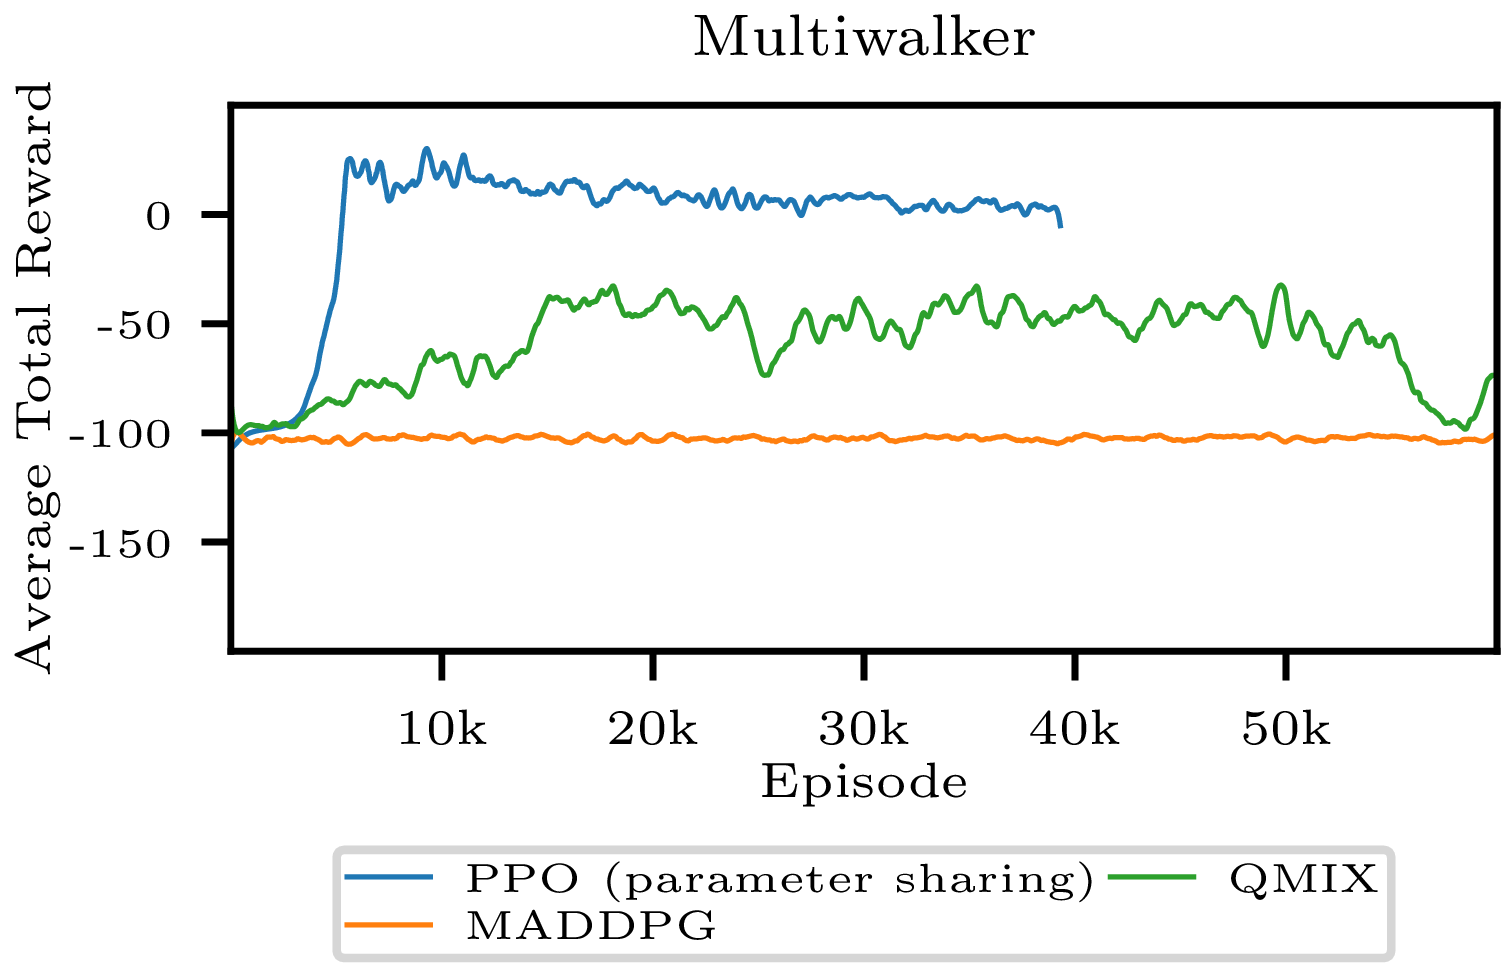 Multiwalker
Average Total Reward
0
-50
-100
-150
10k 20k 30k 40k 50k
Episode
PPO (parameter sharing) QMIX
MADDPG